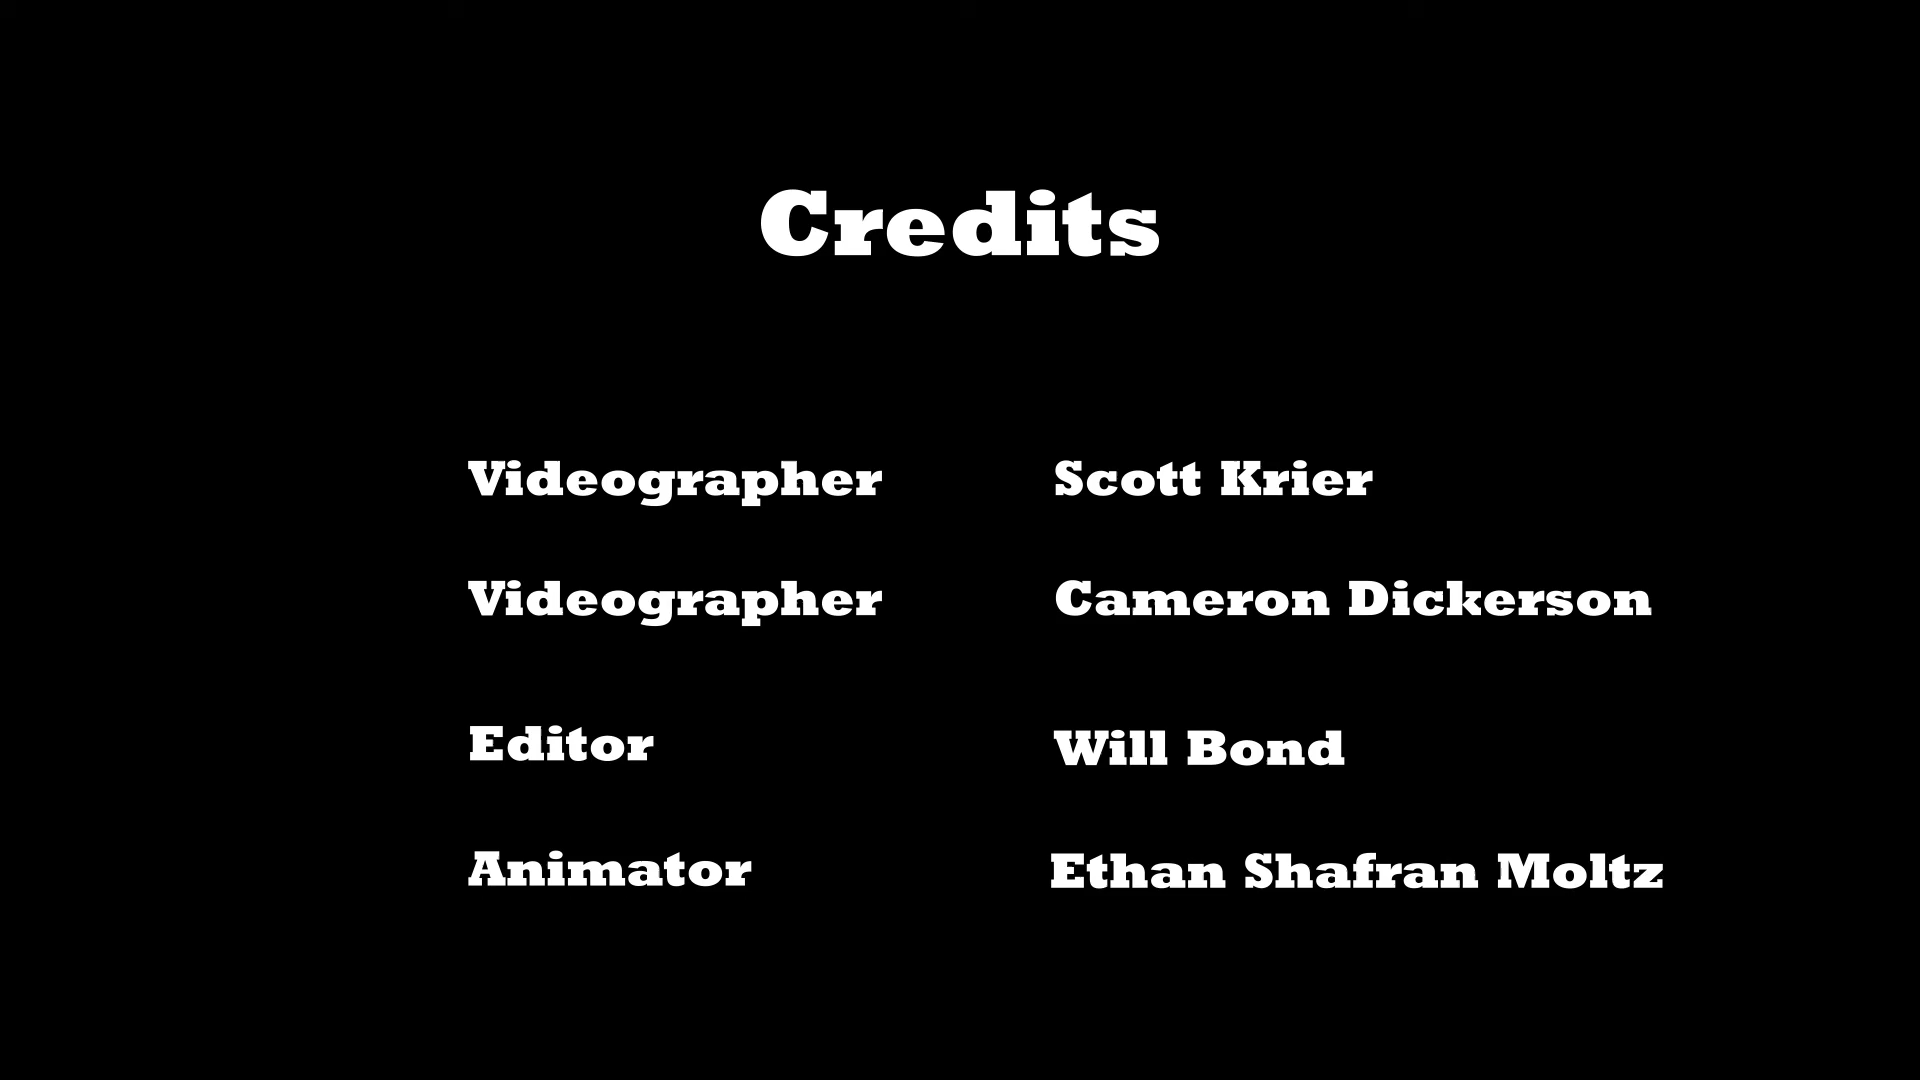 Credits
Videographer Scott Krier
Videographer Cameron Dickerson
Editor Will Bond
Animator Ethan Shafran Moltz